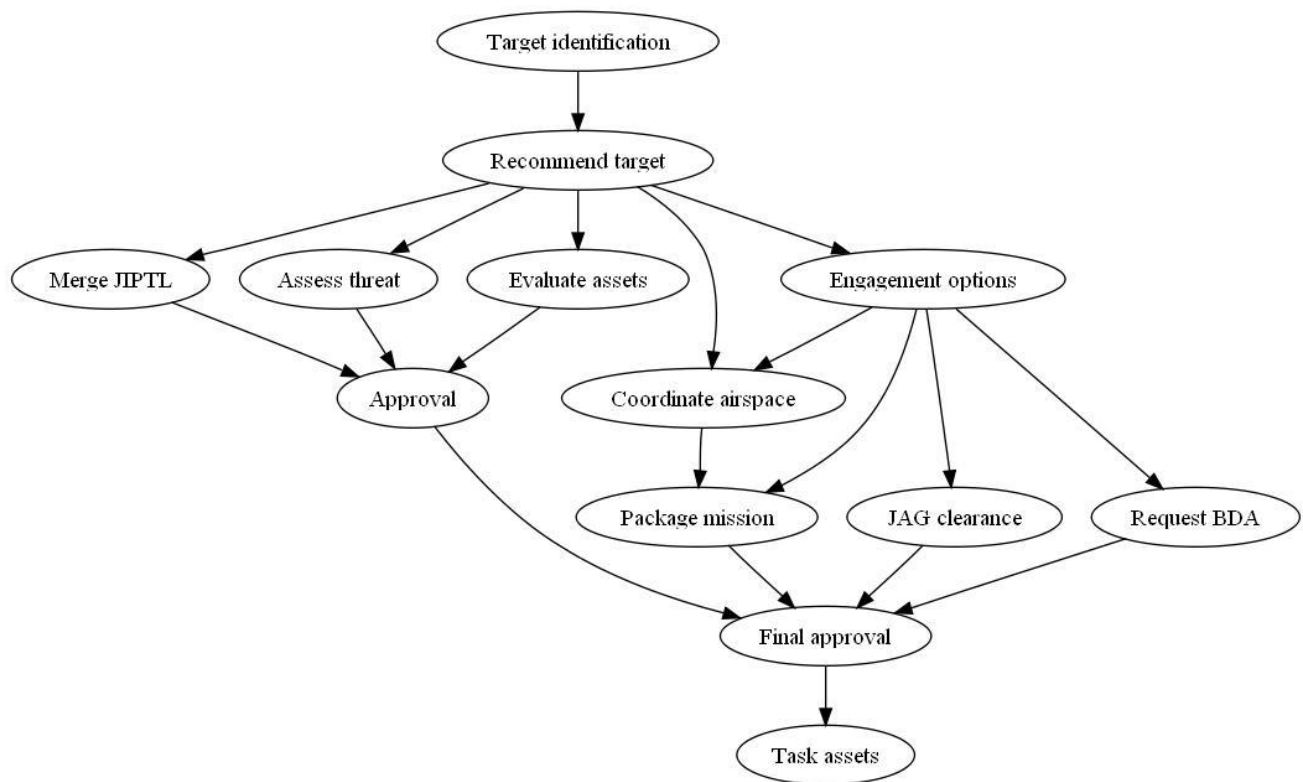 Target identification
Recommend target
Merge JIPTL
Assess threat
Evaluate assets
Engagement options
Approval
Coordinate airspace
Package mission
JAG clearance
Request BDA
Final approval
Task assets